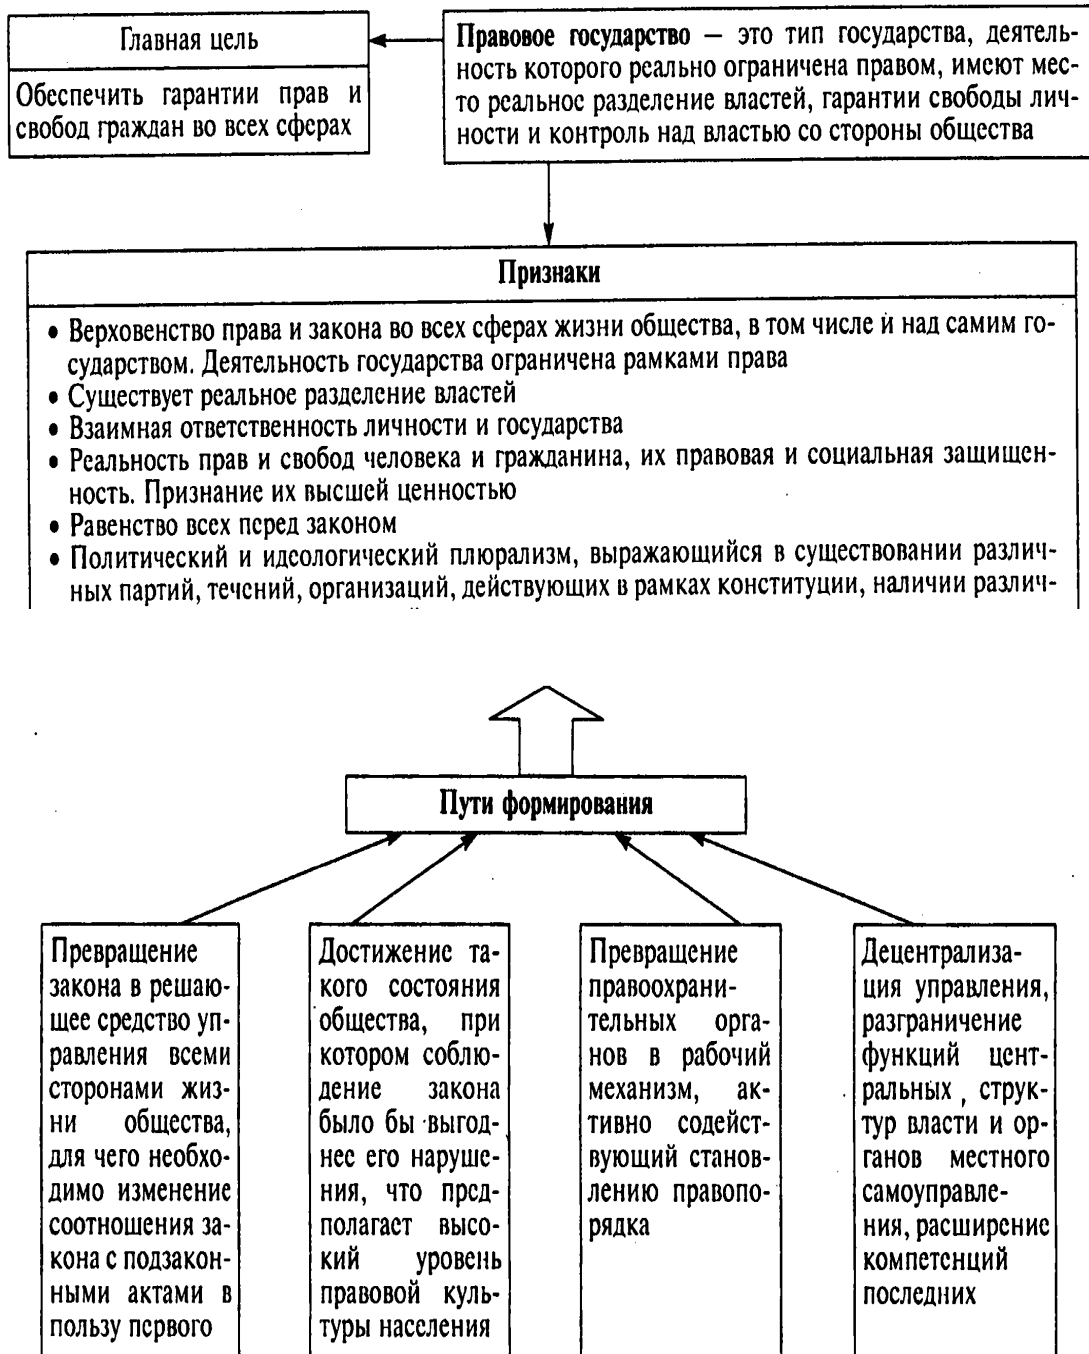 Главная цель
Обеспечить гарантии прав и
свобод граждан во всех сферах
Правовое государство — это тип государства, деятель-
ность которого реально ограничена правом, имеют мес-
то реальное разделение властей, гарантии свободы лич-
ности и контроль над властью со стороны общества
Признаки
• Верховенство права и закона во всех сферах жизни общества, в том числе и над самим го-
сударством. Деятельность государства ограничена рамками права
• Существует реальное разделение властей
• Взаимная ответственность личности и государства
• Реальность прав и свобод человека и гражданина, их правовая и социальная защищен-
ность. Признание их высшей ценностью
• Равенство всех перед законом
• Политический и идеологический плюрализм, выражающийся в существовании различ-
ных партий, течений, организаций, действующих в рамках конституции, наличии различ-
Пути формирования
Превращение
закона в решаю-
щее средство уп-
равления всеми
сторонами жиз-
ни общества,
для чего необхо-
димо изменение
соотношения за-
кона с подзакон-
ными актами в
пользу первого
Достижение та-
кого состояния
общества, при
котором соблю-
дение закона
было бы выгод-
нее его наруше-
ния, что пред-
полагает высо-
кий уровень
правовой куль-
туры населения
Превращение
правоохрани-
тельных орга-
нов в рабочий
механизм, ак-
тивно содейст-
вующий станов-
лению правопо-
рядка
Децентрализа-
ция управления,
разграничение
функций цент-
ральных, струк-
тур власти и ор-
ганов местного
самоуправле-
ния, расширение
компетенций
последних